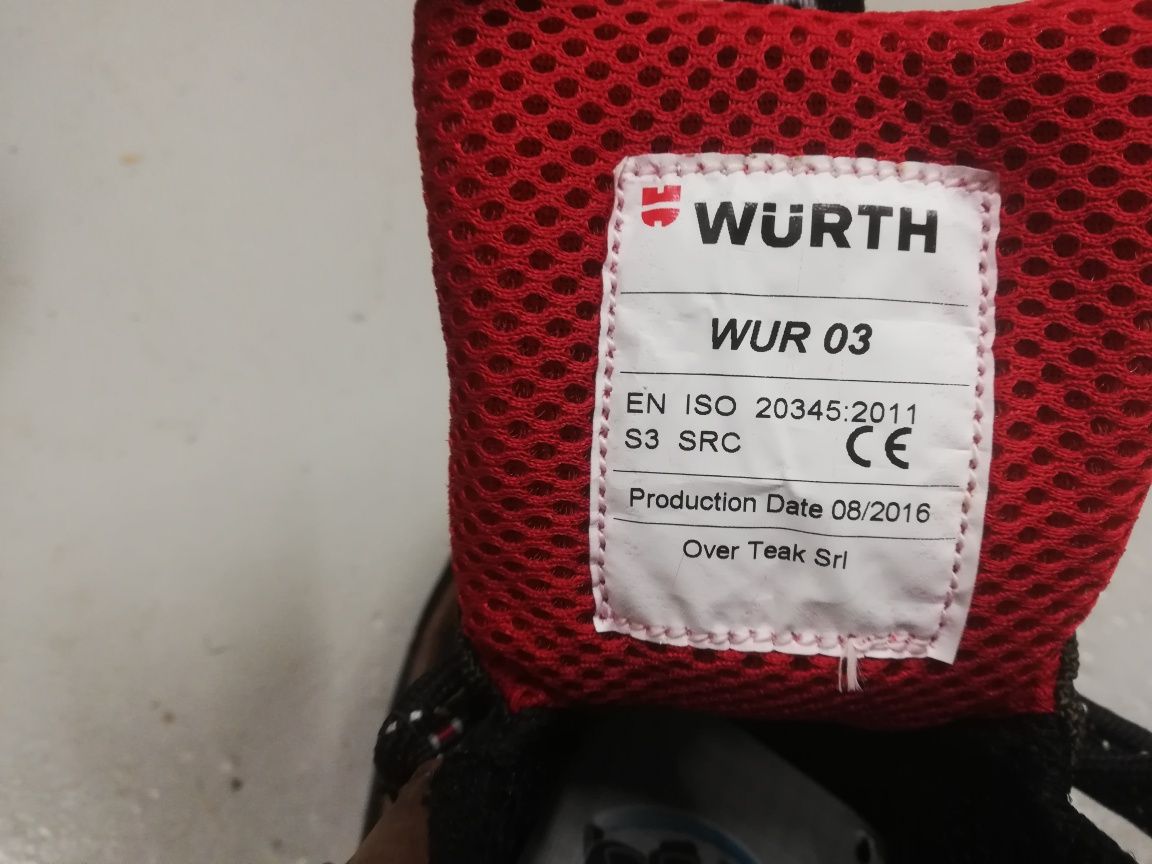 WÜRTH
WUR 03
EN ISO 20345:2011
S3 SRC CE
Production Date 08/2016
Over Teak Srl